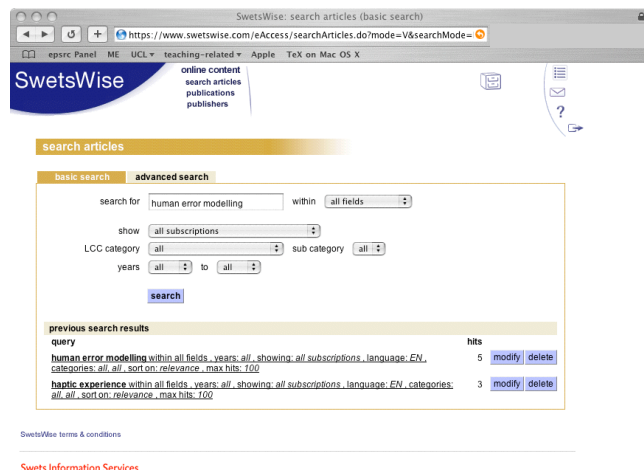 SwetsWise: search articles (basic search)
https://www.swetswise.com/eAccess/searchArticles.do?mode=V&searchMode=
epsrc Panel ME UCL teaching-related Apple TeX on Mac OS X
SwetsWise
online content
search articles
publications
publishers
?
search articles
basic search advanced search
search for human error modelling within all fields
show all subscriptions
LCC category all sub category all
years all to all
search
previous search results
query hits
human error modelling within all fields , years: all , showing: all subscriptions , language: EN , 5 modify delete
categories: all, all , sort on: relevance , max hits: 100
haptic experience within all fields , years: all , showing: all subscriptions , language: EN , categories: 3 modify delete
all, all , sort on: relevance , max hits: 100
SwetsWise terms & conditions
Swets Information Services